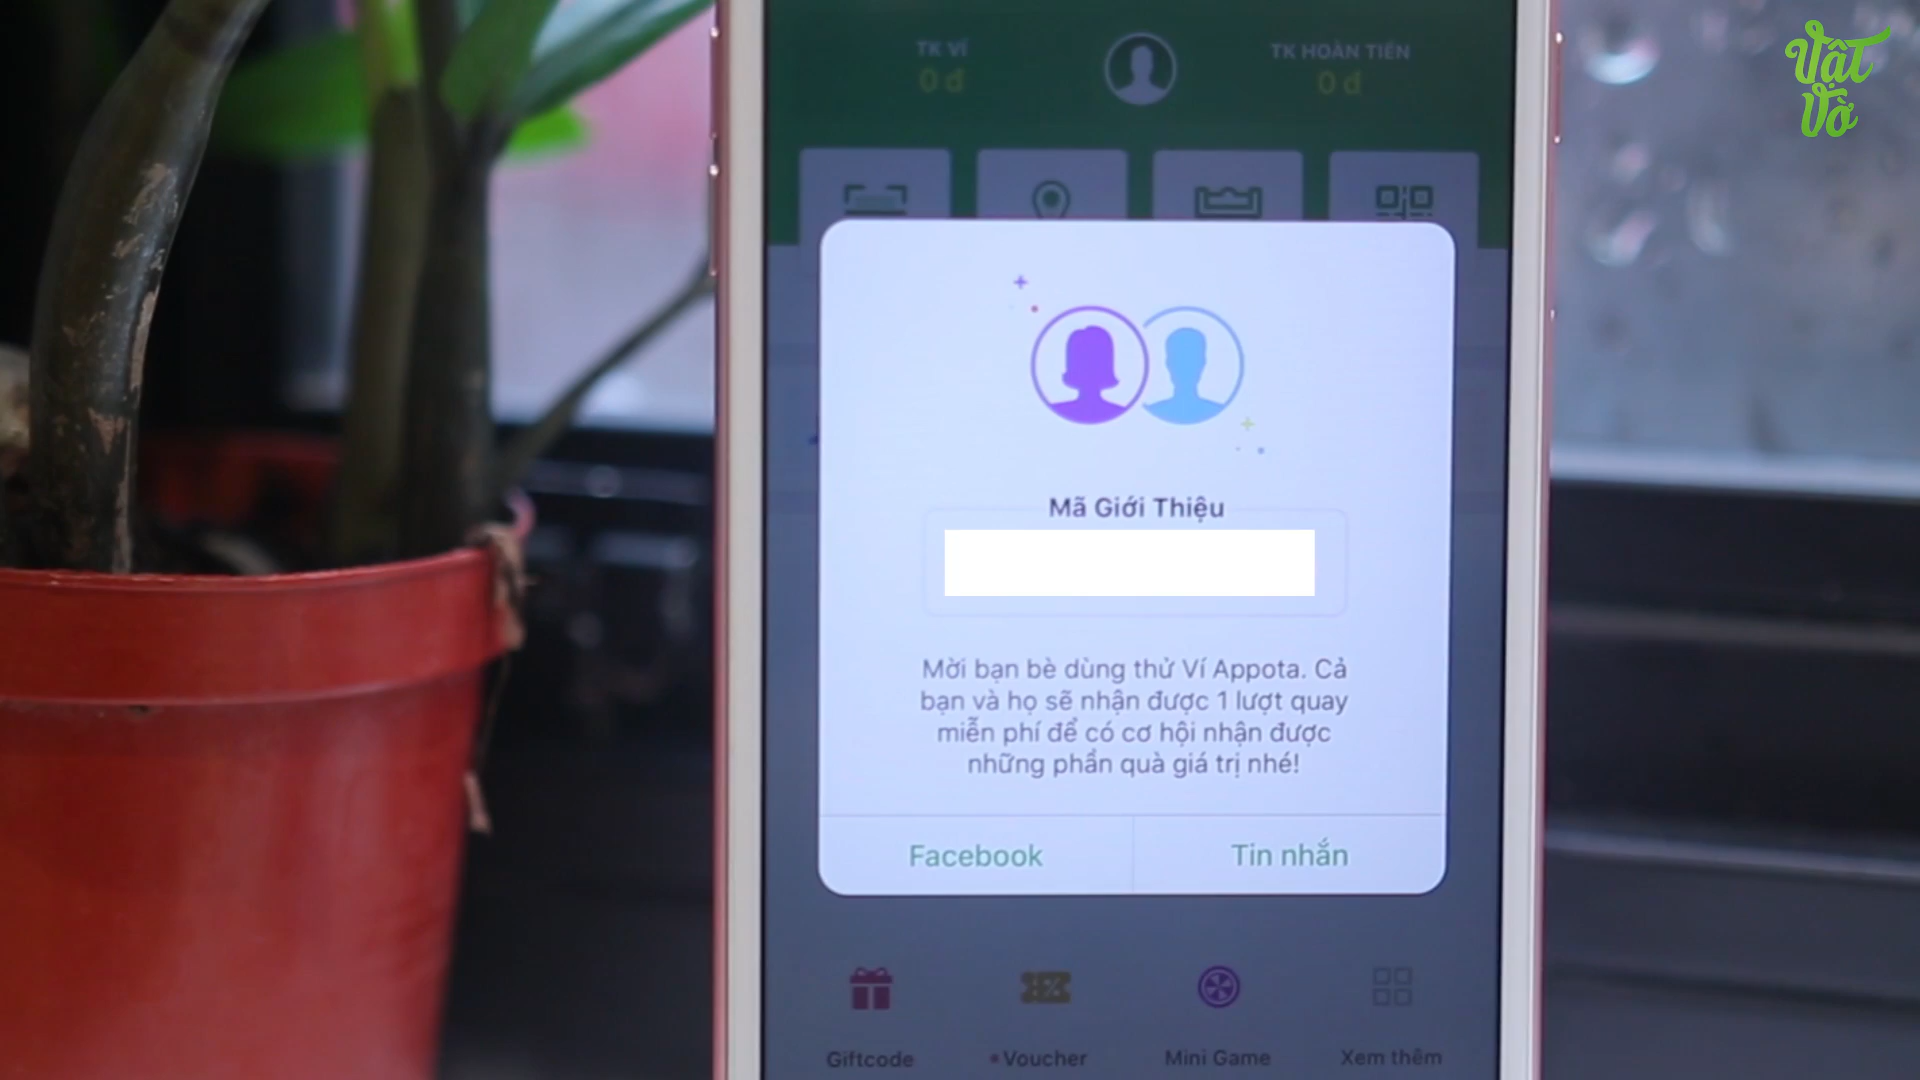 Vật
Vờ
TK Ví
TK HOÀN TIỀN
0 đ
0 đ
Mã Giới Thiệu
Mời bạn bè dùng thử Ví Appota. Cả
bạn và họ sẽ nhận được 1 lượt quay
miễn phí để có cơ hội nhận được
những phần quà giá trị nhé!
Facebook
Tin nhắn
Giftcode
Voucher
Mini Game
Xem thêm